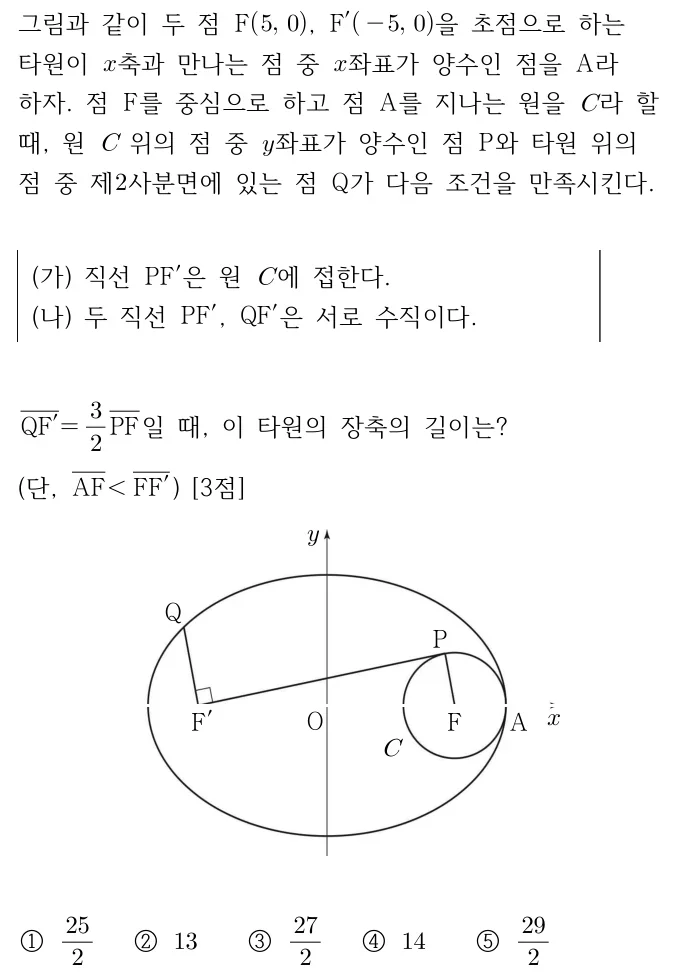 그림과 같이 두 점 F(5, 0), F′(−5, 0)을 초점으로 하는
타원이 x축과 만나는 점 중 x좌표가 양수인 점을 A라
하자. 점 F를 중심으로 하고 점 A를 지나는 원을 C라 할
때, 원 C 위의 점 중 y좌표가 양수인 점 P와 타원 위의
점 중 제2사분면에 있는 점 Q가 다음 조건을 만족시킨다.
(가) 직선 PF′은 원 C에 접한다.
(나) 두 직선 PF′, QF′은 서로 수직이다.
$\overline{QF′} = \frac{3}{2}\overline{PF}$일 때, 이 타원의 장축의 길이는?
(단, $\overline{AF} < \overline{FF′}$) [3점]
y
Q
P
F′ O F A x
C
① 25/2 ② 13 ③ 27/2 ④ 14 ⑤ 29/2